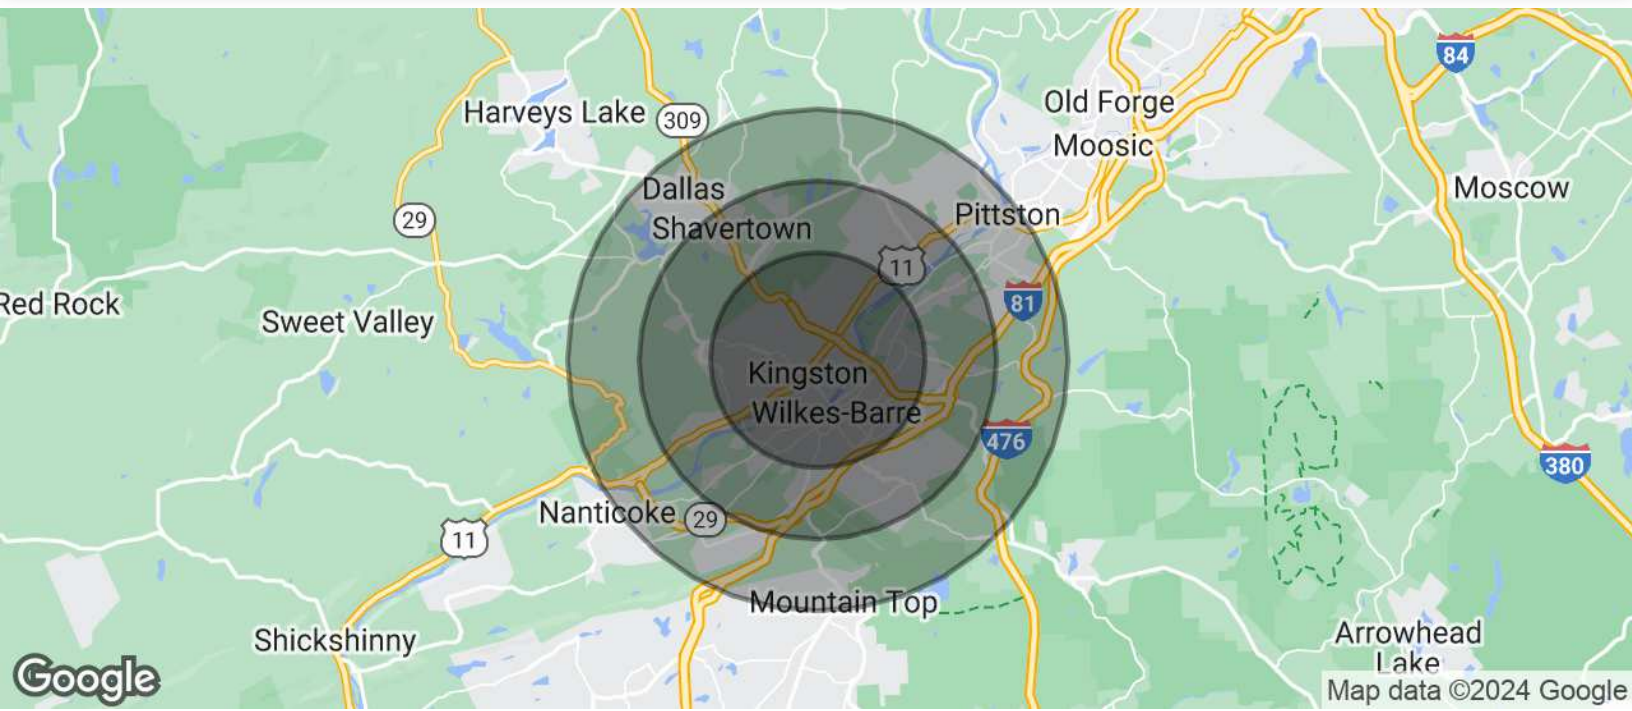 84
Old Forge
Harveys Lake
309
Moosic
Dallas
Moscow
29
Pittston
Shavertown
11
81
Red Rock
Sweet Valley
Kingston
Wilkes-Barre
476
380
Nanticoke
29
11
Mountain Top
Shickshinny
Arrowhead
Lake
Google
Map data ©2024 Google